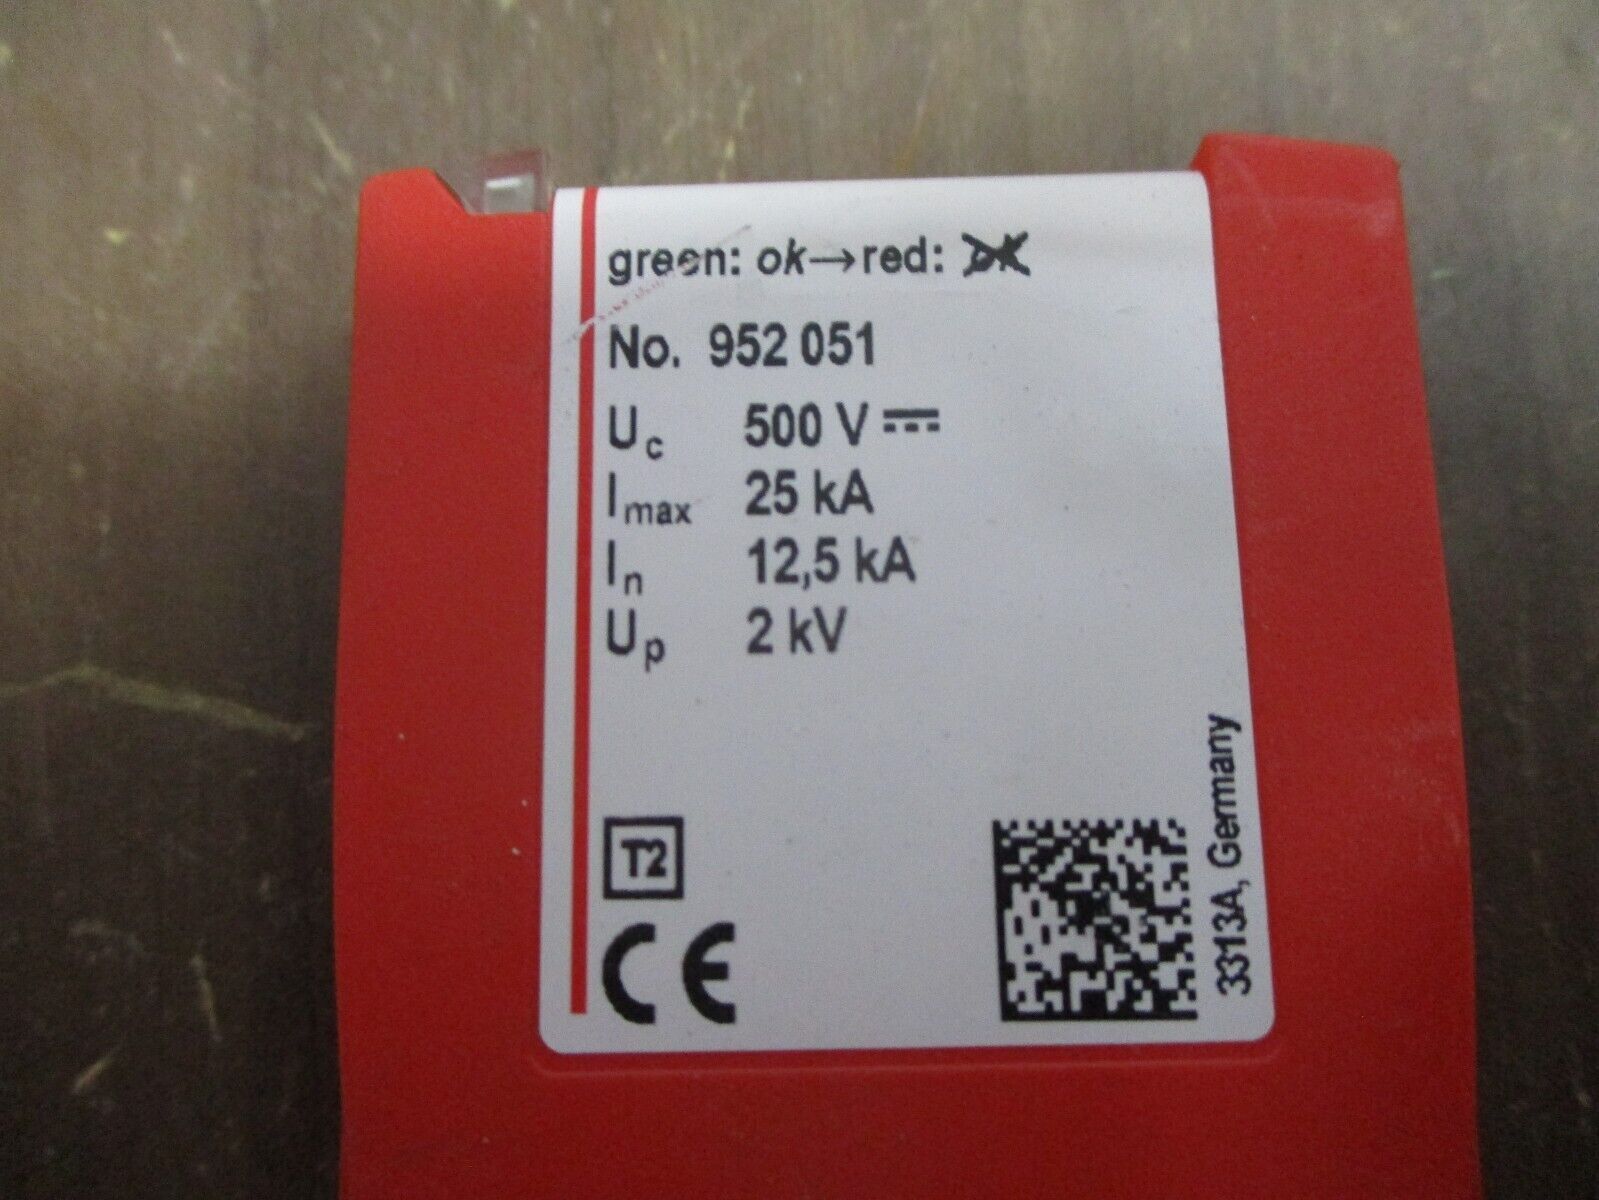 green: ok→red: ok
No. 952 051
Uc 500 V ⎓
Imax 25 kA
In 12,5 kA
Up 2 kV
T2
CE
3313A, Germany